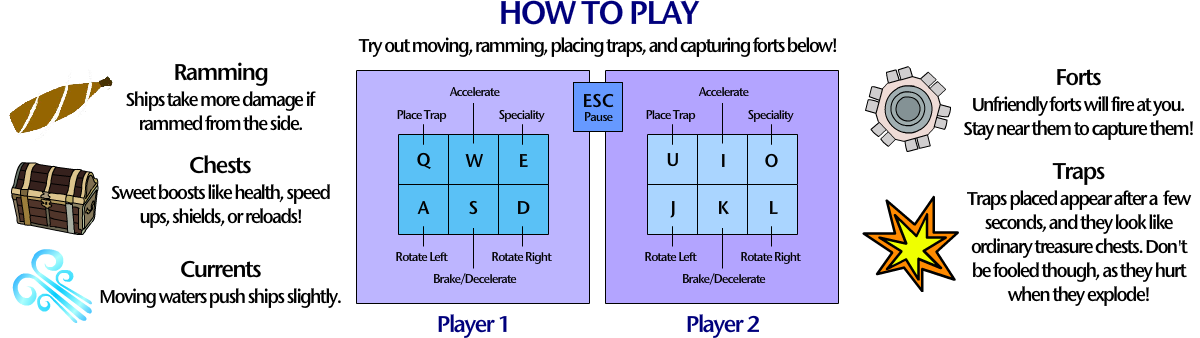 HOW TO PLAY
Try out moving, ramming, placing traps, and capturing forts below!
Ramming
Ships take more damage if
rammed from the side.
Chests
Sweet boosts like health, speed
ups, shields, or reloads!
Currents
Moving waters push ships slightly.
Accelerate
Place Trap
Speciality
Q W E
A S D
Rotate Left
Rotate Right
Brake/Decelerate
Player 1
ESC
Pause
Accelerate
Place Trap
Speciality
U I O
J K L
Rotate Left
Rotate Right
Brake/Decelerate
Player 2
Forts
Unfriendly forts will fire at you.
Stay near them to capture them!
Traps
Traps placed appear after a few
seconds, and they look like
ordinary treasure chests. Don't
be fooled though, as they hurt
when they explode!